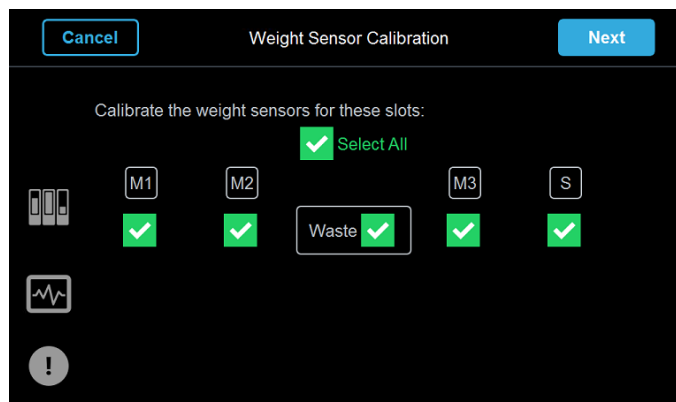 Cancel
Weight Sensor Calibration
Next
Calibrate the weight sensors for these slots:
Select All
M1
M2
M3
S
Waste
!